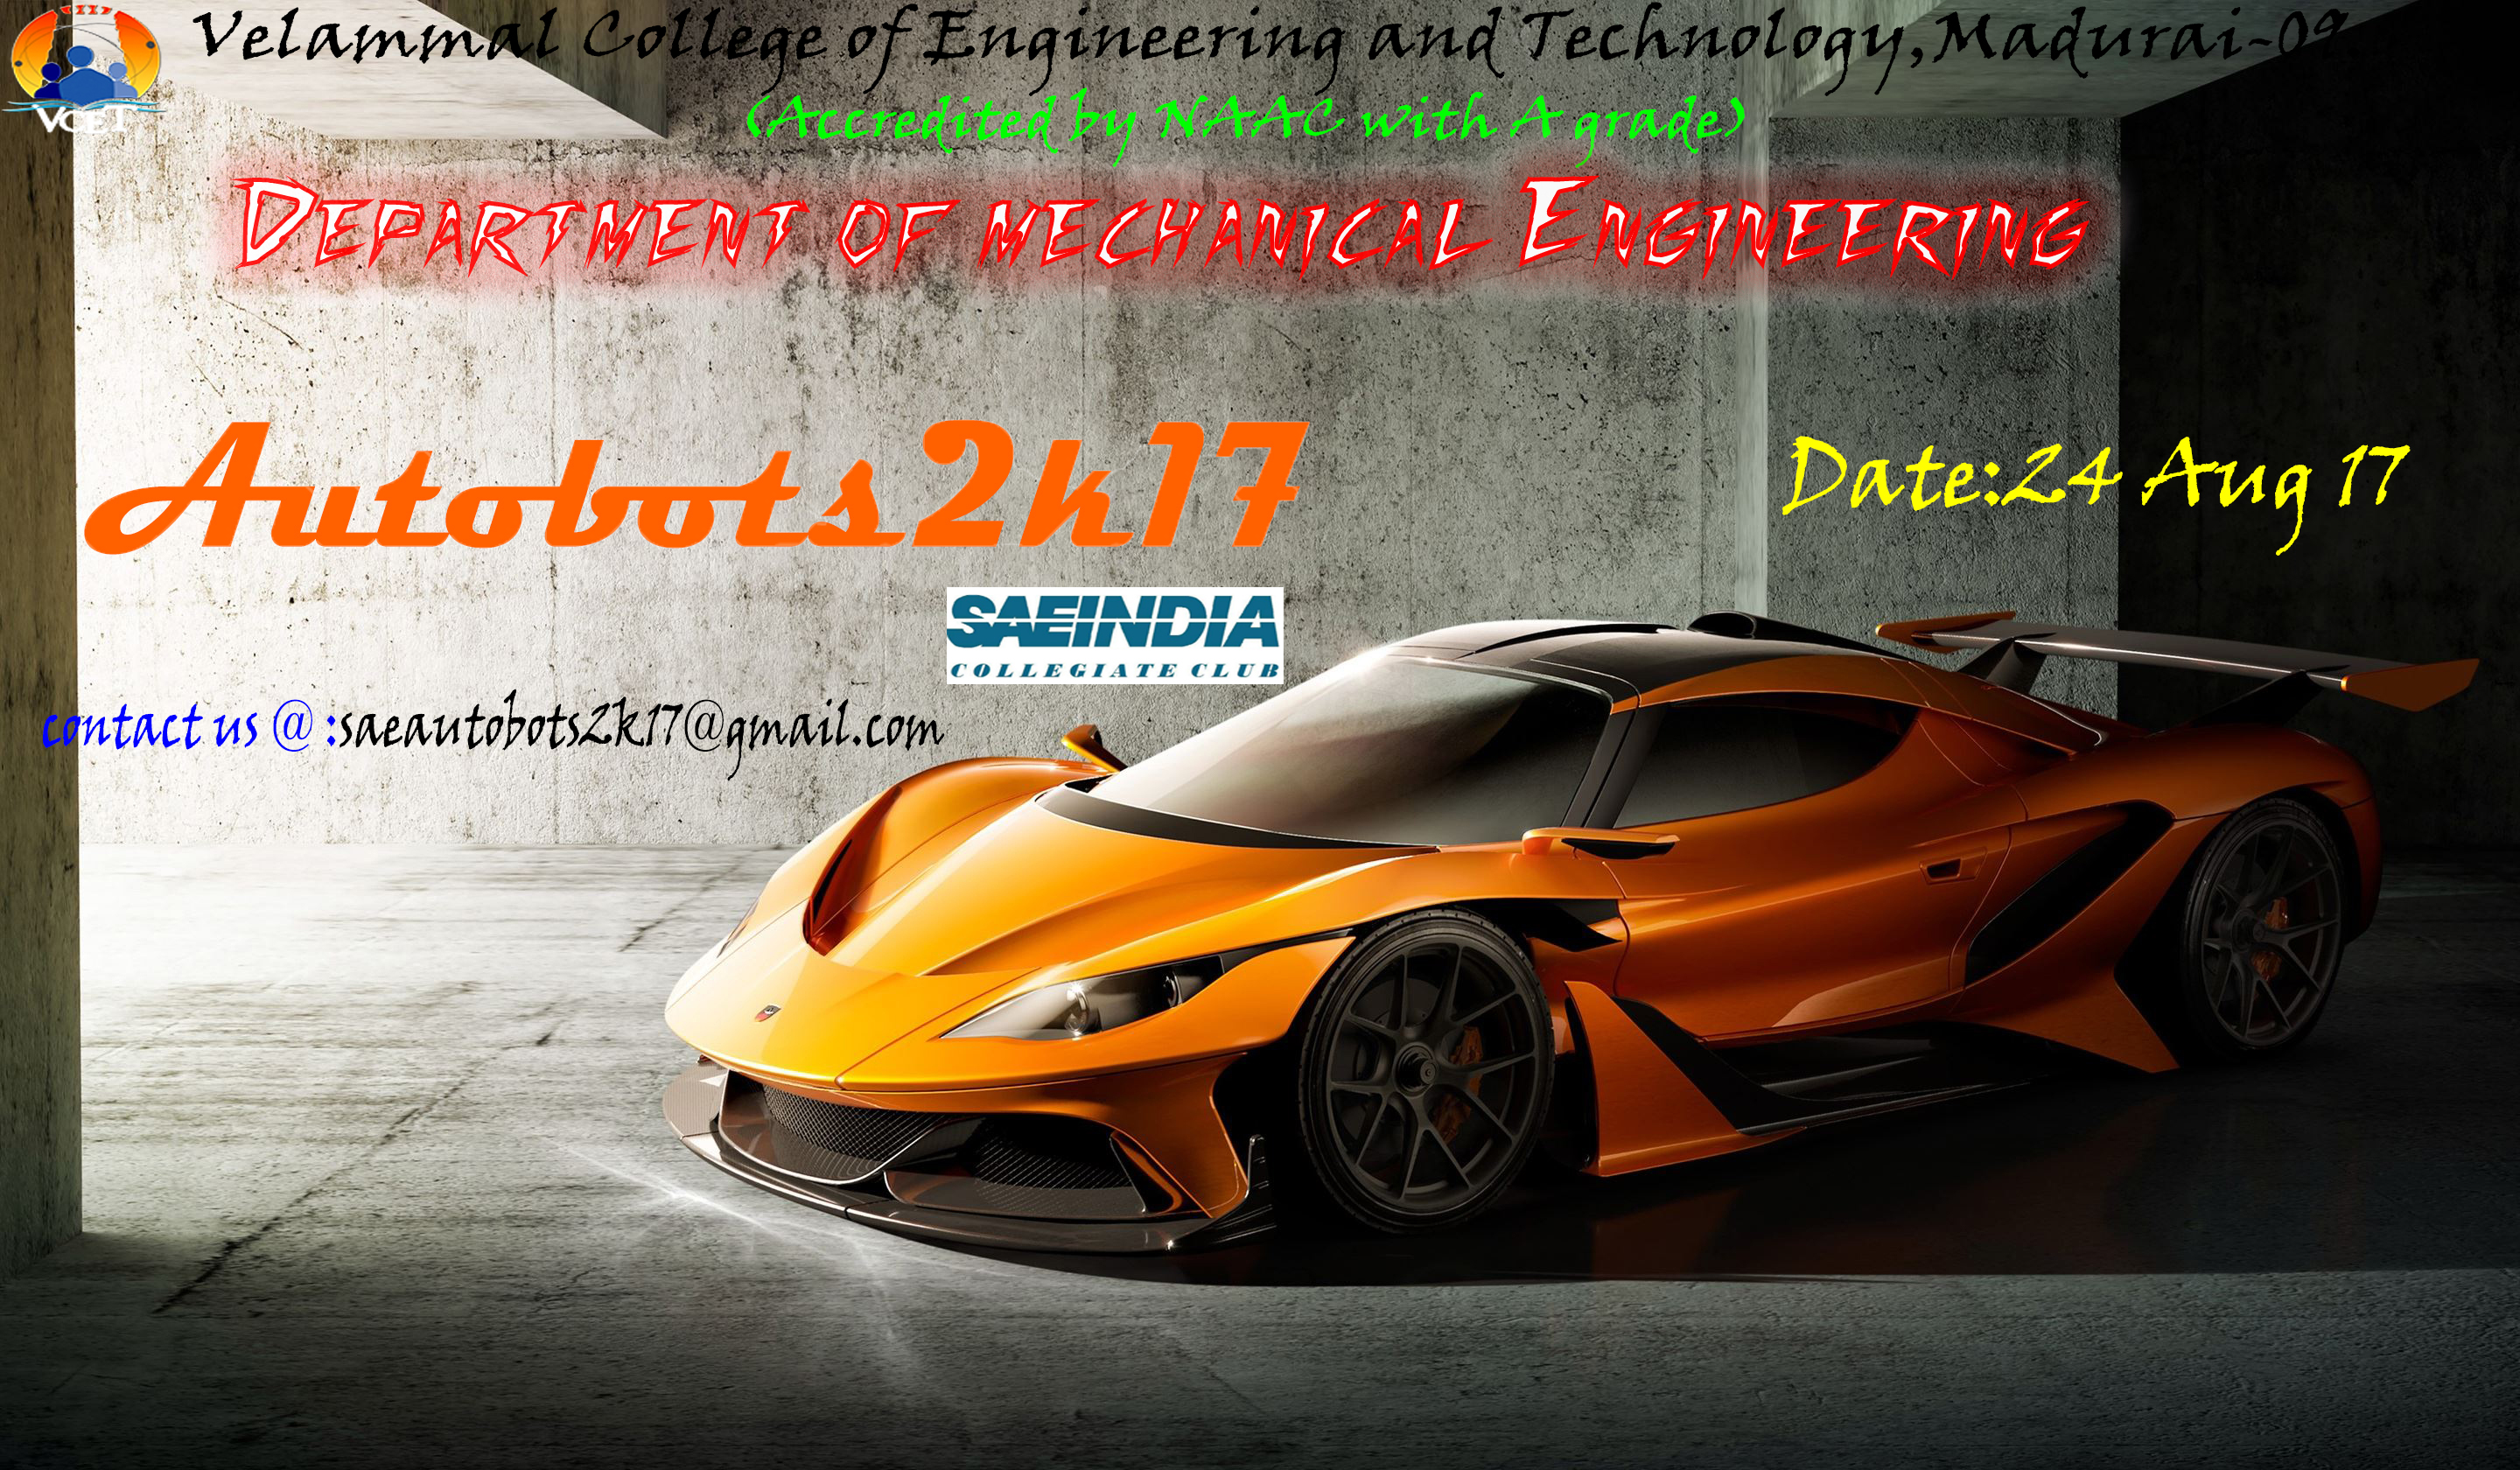 Velammal College of Engineering and Technology,Madurai-09.
(Accredited by NAAC with A grade)
Department of mechanical Engineering
VCET
Autobots2k17
Date:24 Aug 17
SAEINDIA
COLLEGIATE CLUB
contact us @ :saeautobots2k17@gmail.com